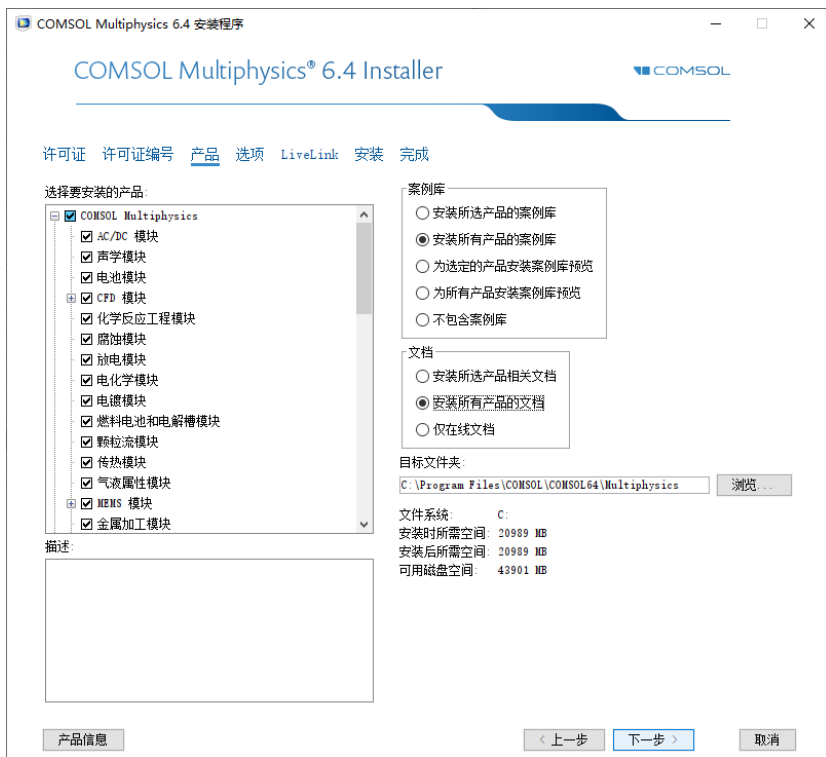 COMSOL Multiphysics 6.4 安装程序
COMSOL Multiphysics® 6.4 Installer
COMSOL
许可证 许可证编号 产品 选项 LiveLink 安装 完成
选择要安装的产品:
COMSOL Multiphysics
AC/DC 模块
声学模块
电池模块
CFD 模块
化学反应工程模块
腐蚀模块
放电模块
电化学模块
电镀模块
燃料电池和电解槽模块
颗粒流模块
传热模块
气液属性模块
MEMS 模块
金属加工模块
描述:
案例库
安装所选产品的案例库
安装所有产品的案例库
为选定的产品安装案例库预览
为所有产品安装案例库预览
不包含案例库
文档
安装所选产品相关文档
安装所有产品的文档
仅在线文档
目标文件夹:
C:\Program Files\COMSOL\COMSOL64\Multiphysics 浏览...
文件系统: C:
安装时所需空间: 20989 MB
安装后所需空间: 20989 MB
可用磁盘空间: 43901 MB
产品信息 < 上一步 下一步 > 取消